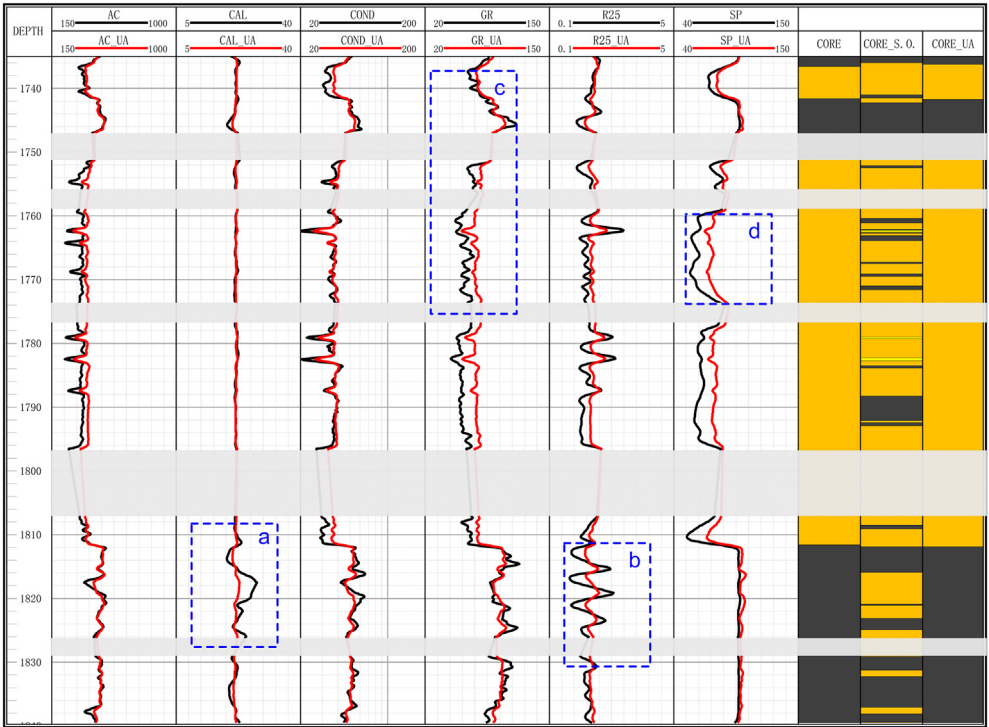 AC CAL COND GR R25 SP
150 1000 5 40 20 200 20 150 0.1 5 40 150
DEPTH
AC_UA CAL_UA COND_UA GR_UA R25_UA SP_UA CORE CORE_S.O. CORE_UA
150 1000 5 40 20 200 20 150 0.1 5 40 150
1740
c
1750
1760
d
1770
1780
1790
1800
1810
a
b
1820
1830
1840